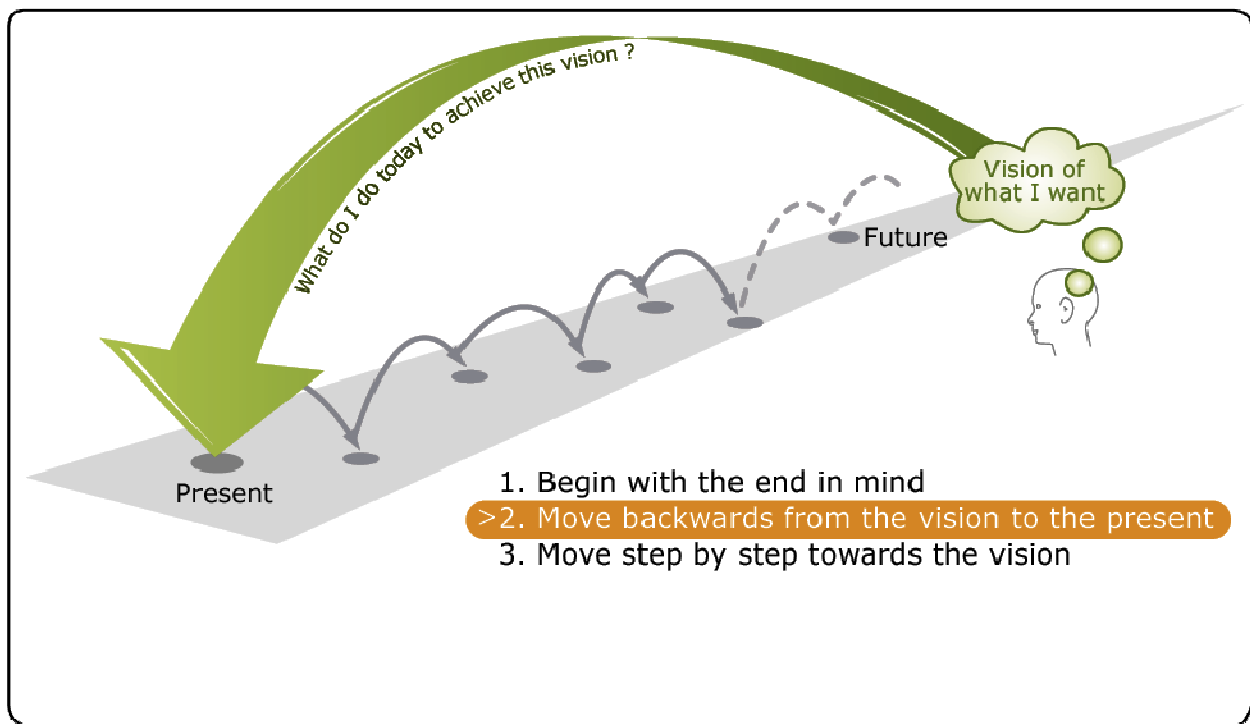 What do I do today to achieve this vision ?
Vision of
what I want
Future
Present
1. Begin with the end in mind
>2. Move backwards from the vision to the present
3. Move step by step towards the vision